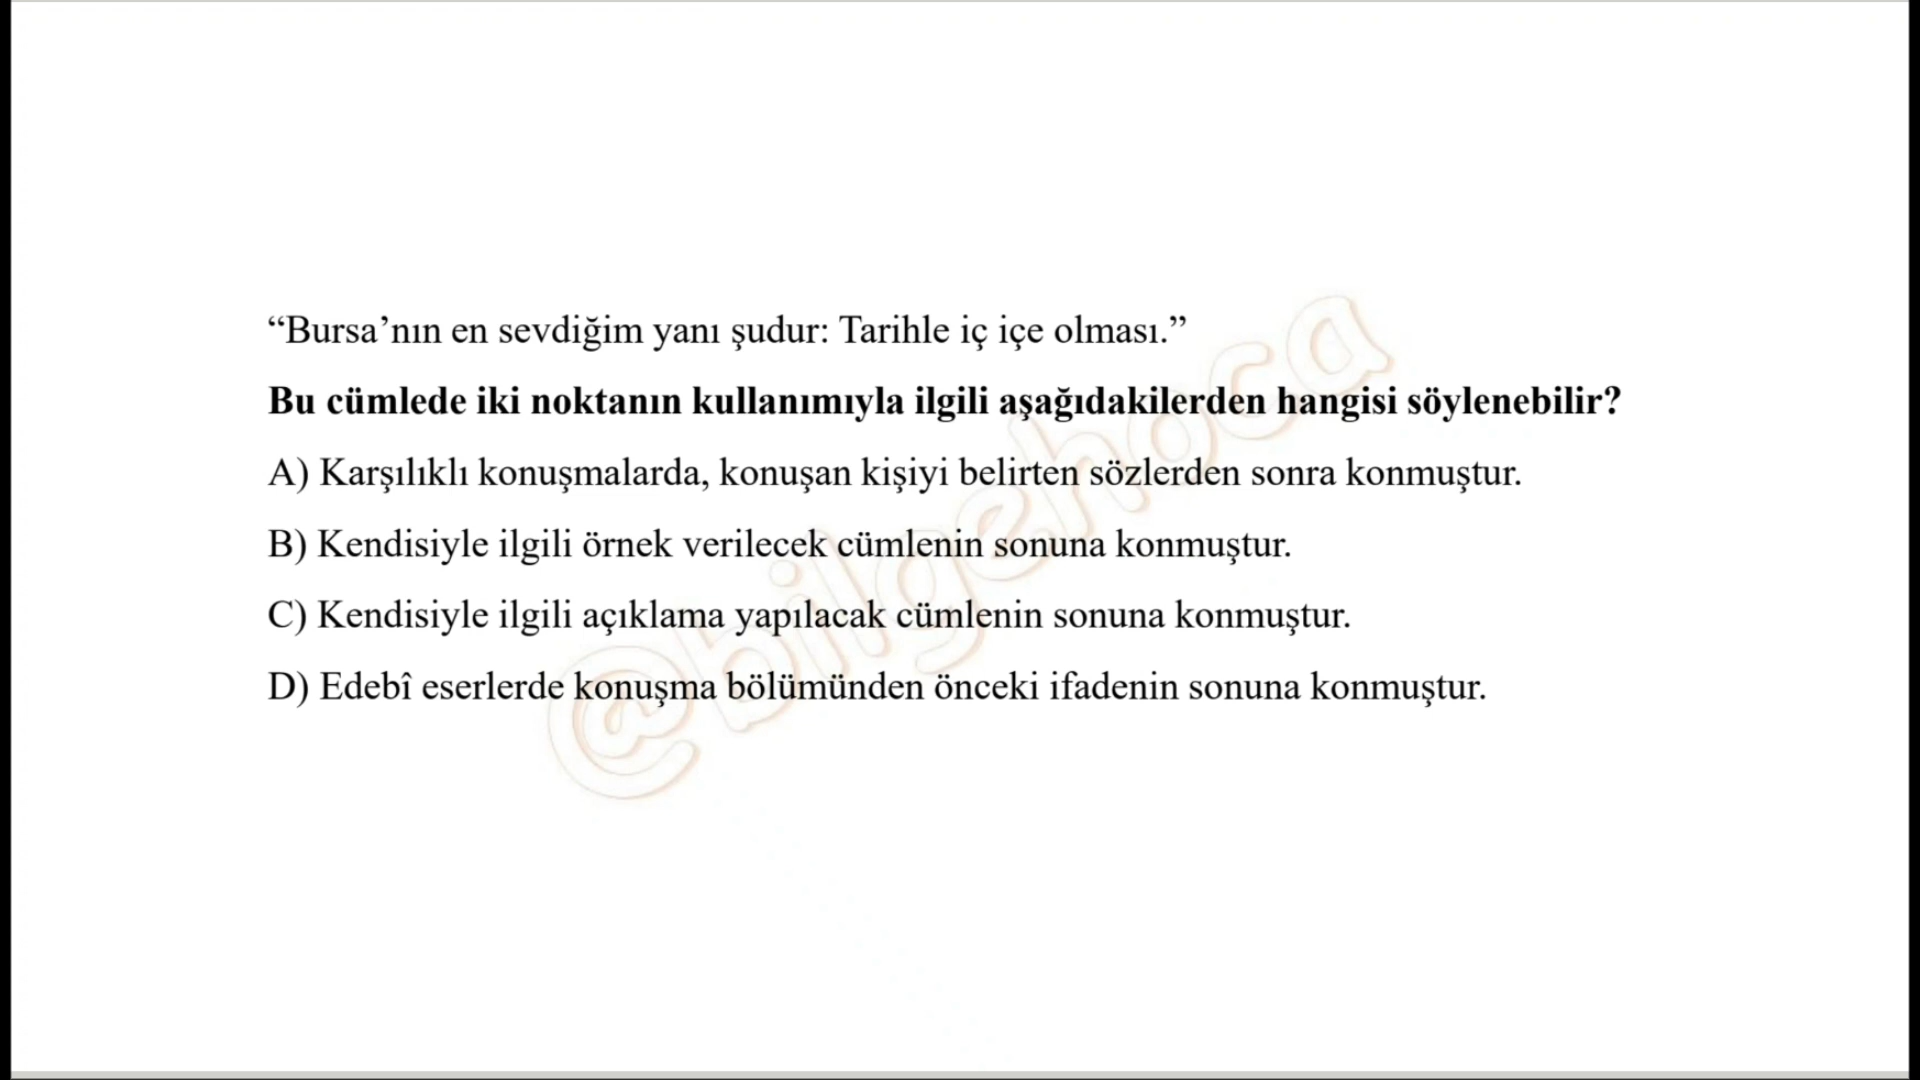 “Bursa’nın en sevdiğim yanı şudur: Tarihle iç içe olması.”
Bu cümlede iki noktanın kullanımıyla ilgili aşağıdakilerden hangisi söylenebilir?
A) Karşılıklı konuşmalarda, konuşan kişiyi belirten sözlerden sonra konmuştur.
B) Kendisiyle ilgili örnek verilecek cümlenin sonuna konmuştur.
C) Kendisiyle ilgili açıklama yapılacak cümlenin sonuna konmuştur.
D) Edebî eserlerde konuşma bölümünden önceki ifadenin sonuna konmuştur.
@bilgehoca